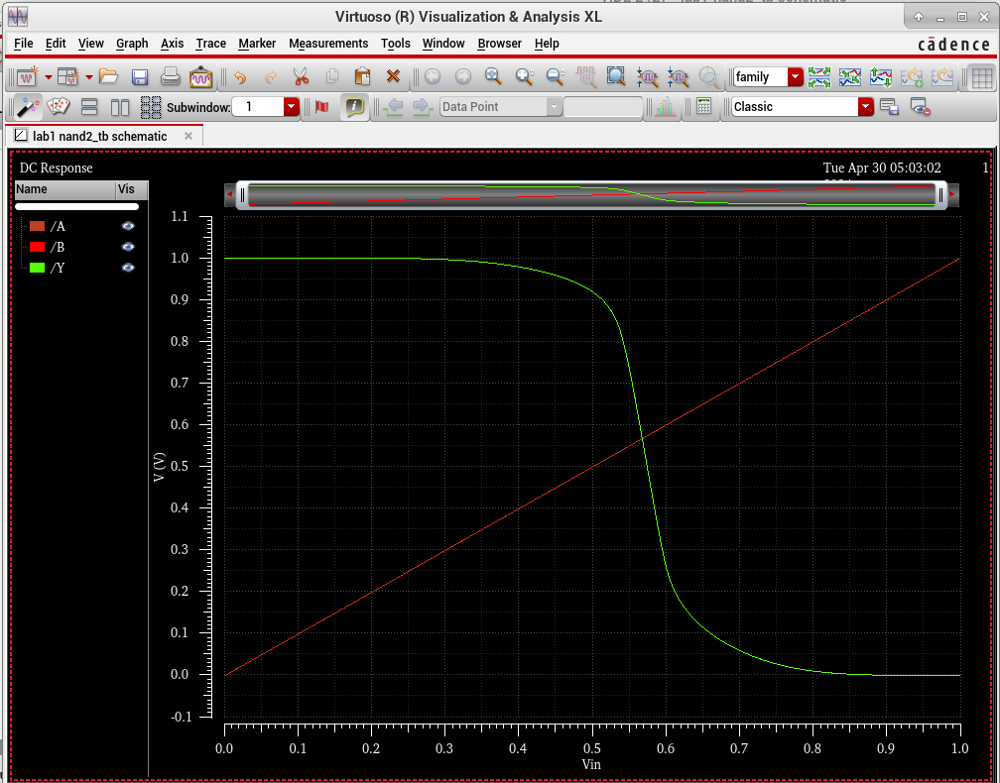 Virtuoso (R) Visualization & Analysis XL
File Edit View Graph Axis Trace Marker Measurements Tools Window Browser Help
cādence
family
Subwindow: 1
Data Point
Classic
lab1 nand2_tb schematic
DC Response
Tue Apr 30 05:03:02
1
Name Vis
/A
/B
/Y
1.1
1.0
0.9
0.8
0.7
0.6
0.5
0.4
0.3
0.2
0.1
0.0
-0.1
V (V)
0.0 0.1 0.2 0.3 0.4 0.5 0.6 0.7 0.8 0.9 1.0
Vin